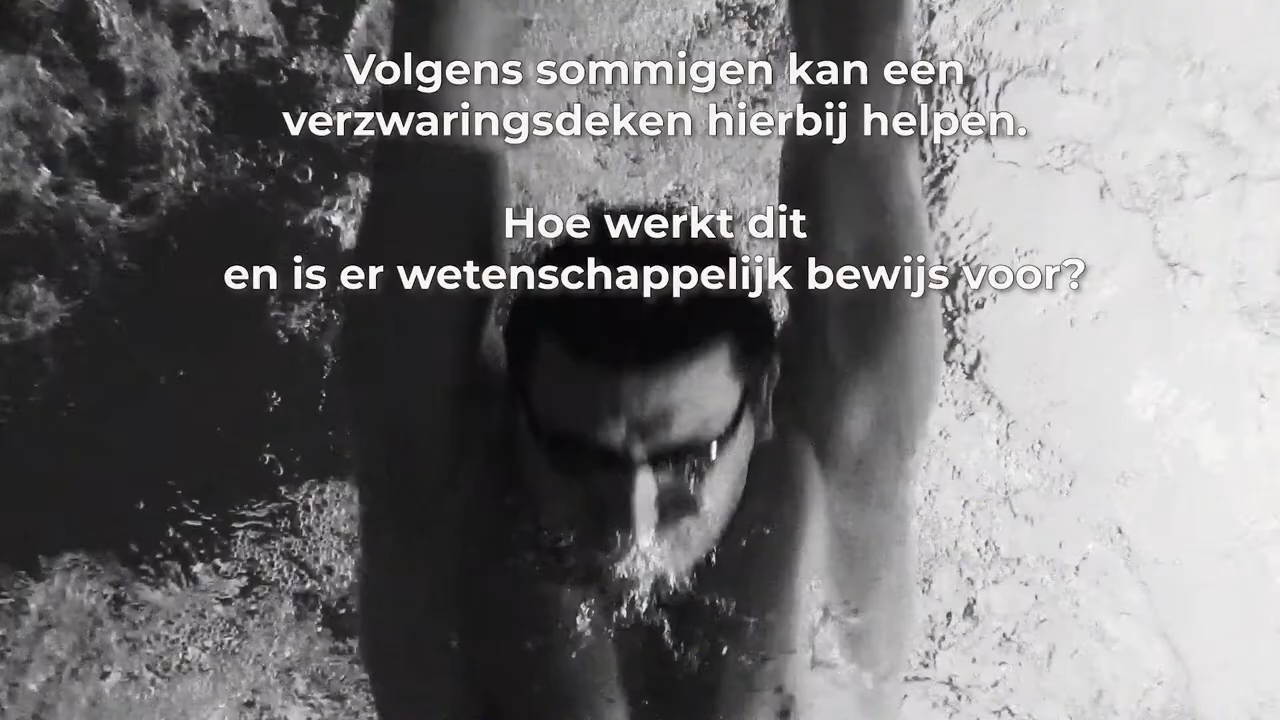 Volgens sommigen kan een
verzwaringsdeken hierbij helpen.
Hoe werkt dit
en is er wetenschappelijk bewijs voor?